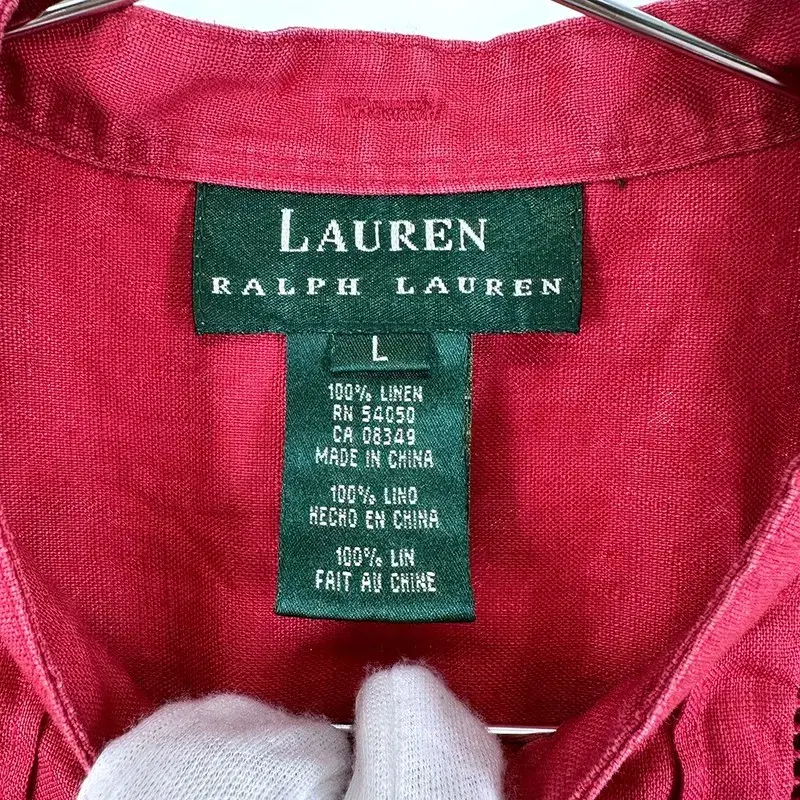 LAUREN
RALPH LAUREN
L
100% LINEN
RN 54050
CA 08349
MADE IN CHINA
100% LINO
HECHO EN CHINA
100% LIN
FAIT AU CHINE